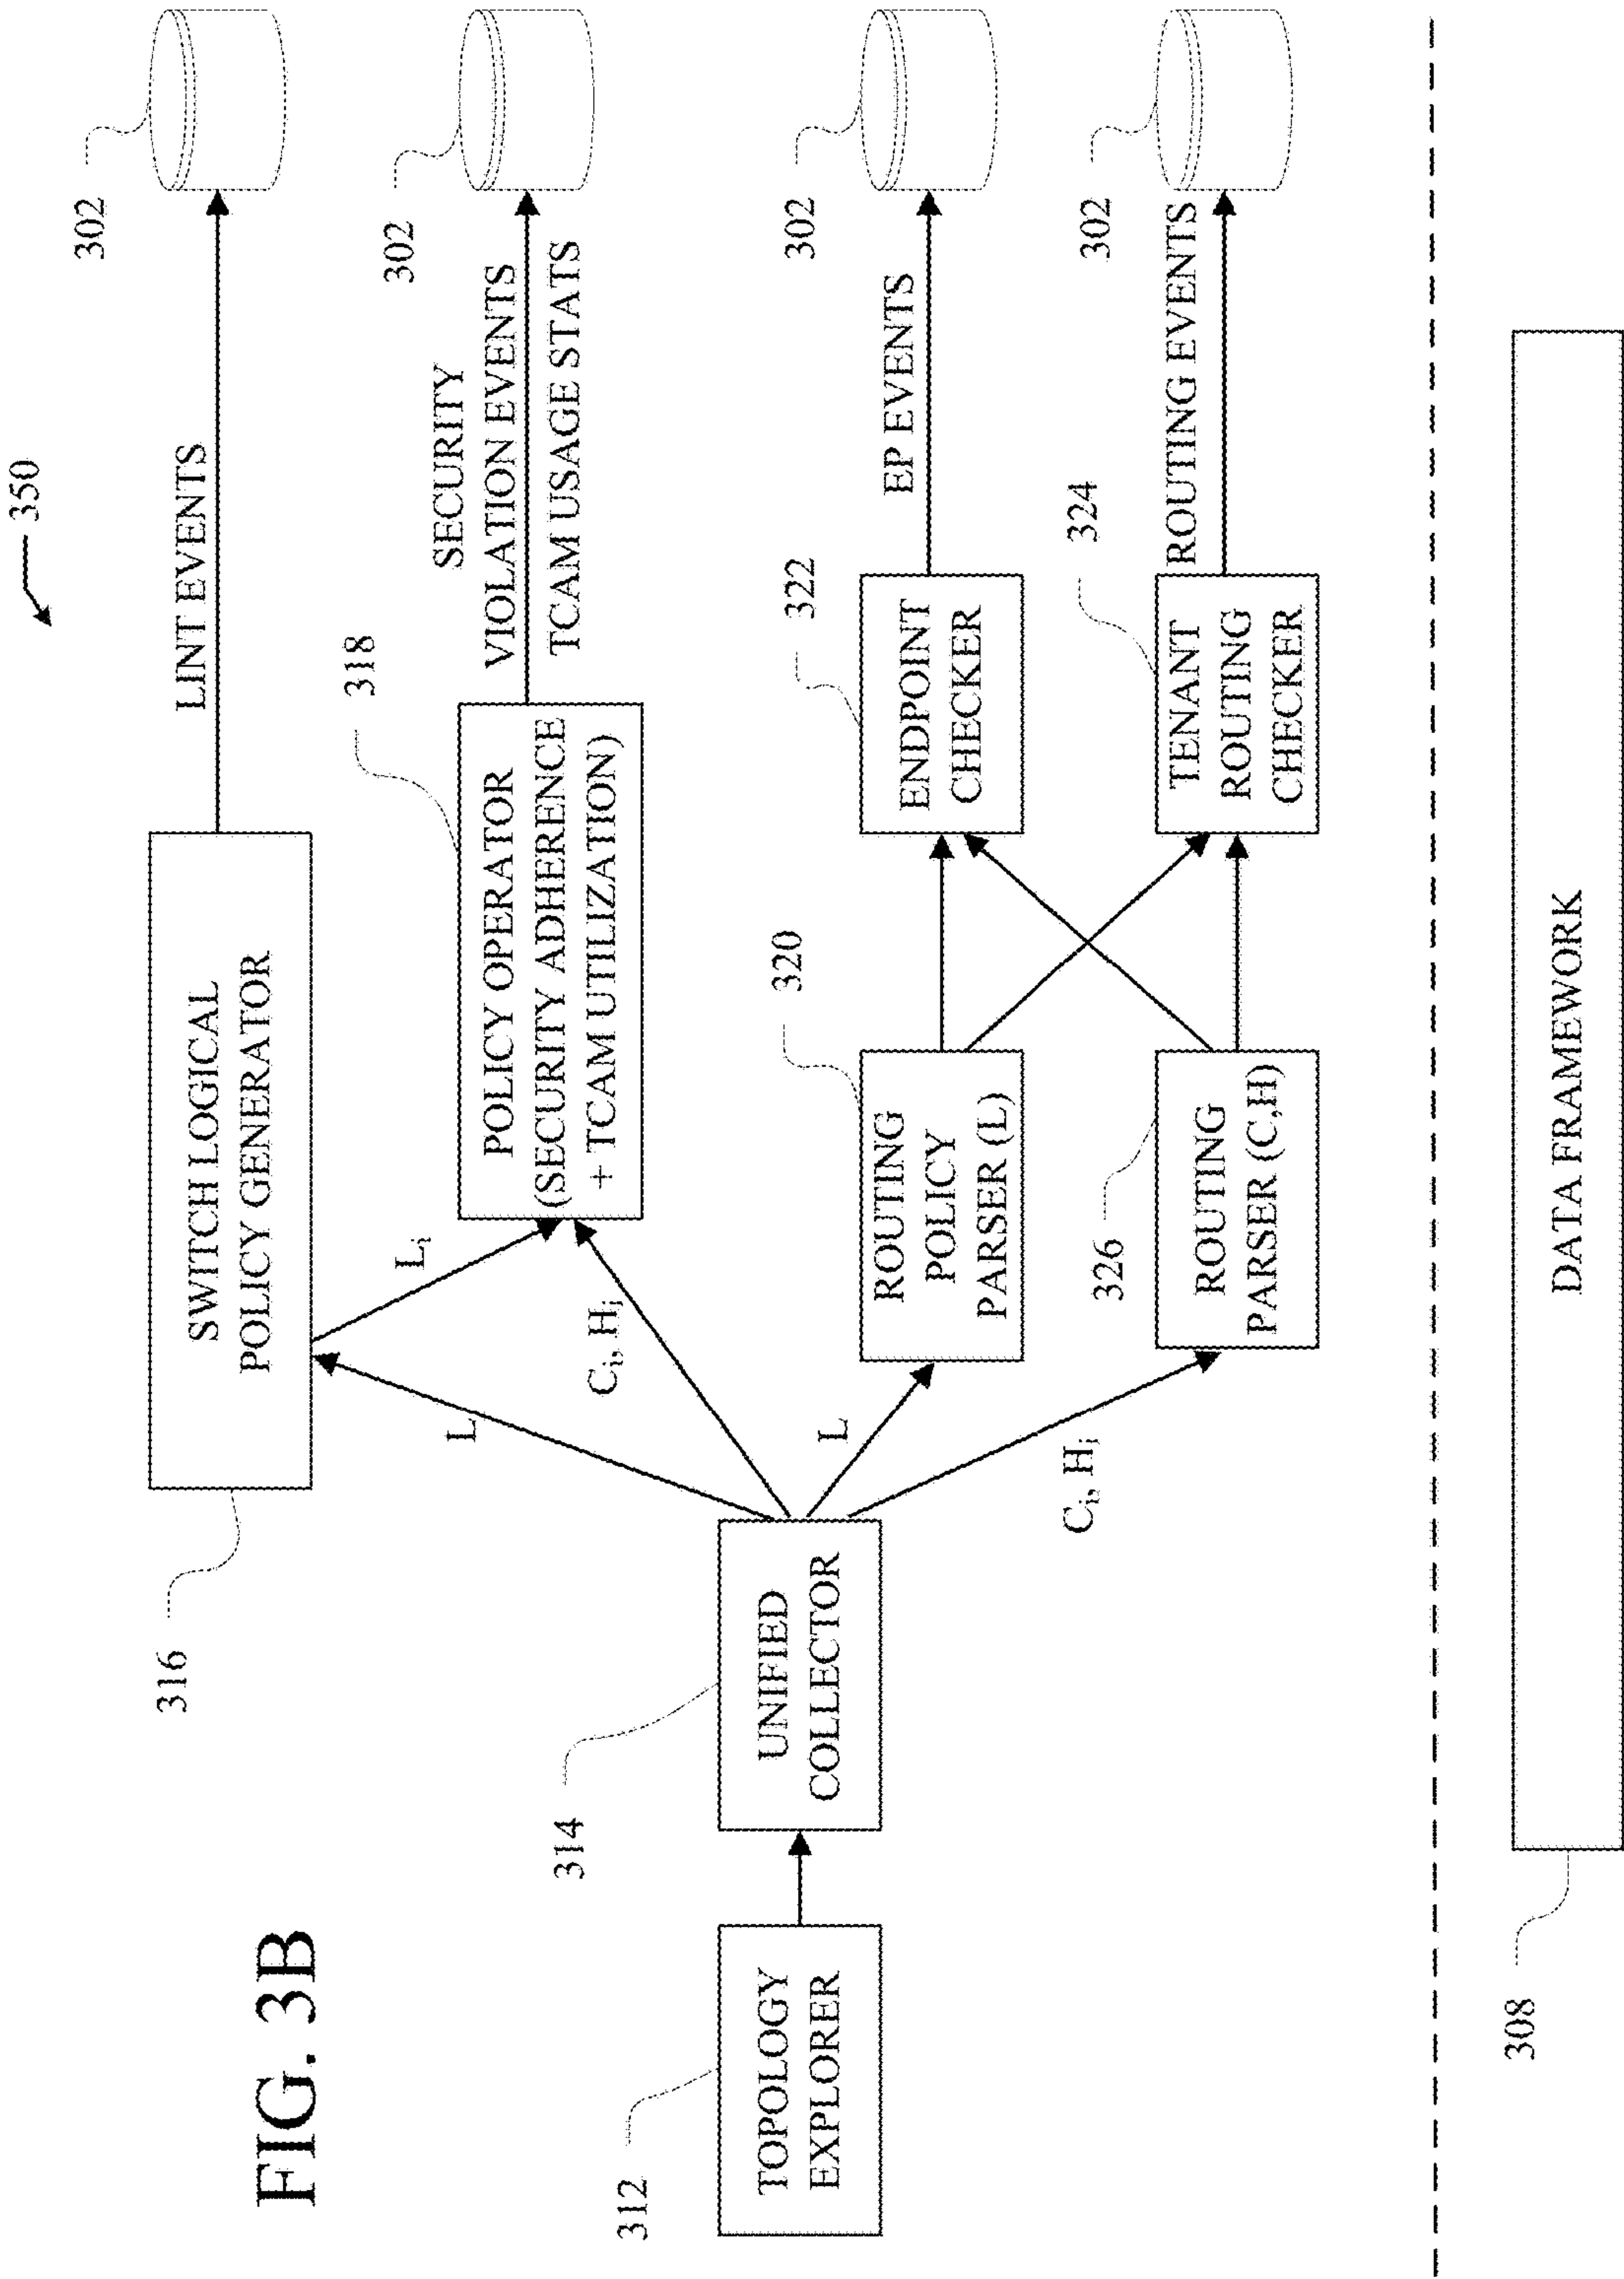 FIG. 3B
350
302
LINT EVENTS
SWITCH LOGICAL
POLICY GENERATOR
316
302
SECURITY
VIOLATION EVENTS
TCAM USAGE STATS
318
POLICY OPERATOR
(SECURITY ADHERENCE
+ TCAM UTILIZATION)
L
Lᵢ
Cᵢ, Hᵢ
312
TOPOLOGY
EXPLORER
314
UNIFIED
COLLECTOR
L
Cᵢ, Hᵢ
320
ROUTING
POLICY
PARSER (L)
322
ENDPOINT
CHECKER
EP EVENTS
302
326
ROUTING
PARSER (C,H)
324
TENANT
ROUTING
CHECKER
ROUTING EVENTS
302
308
DATA FRAMEWORK